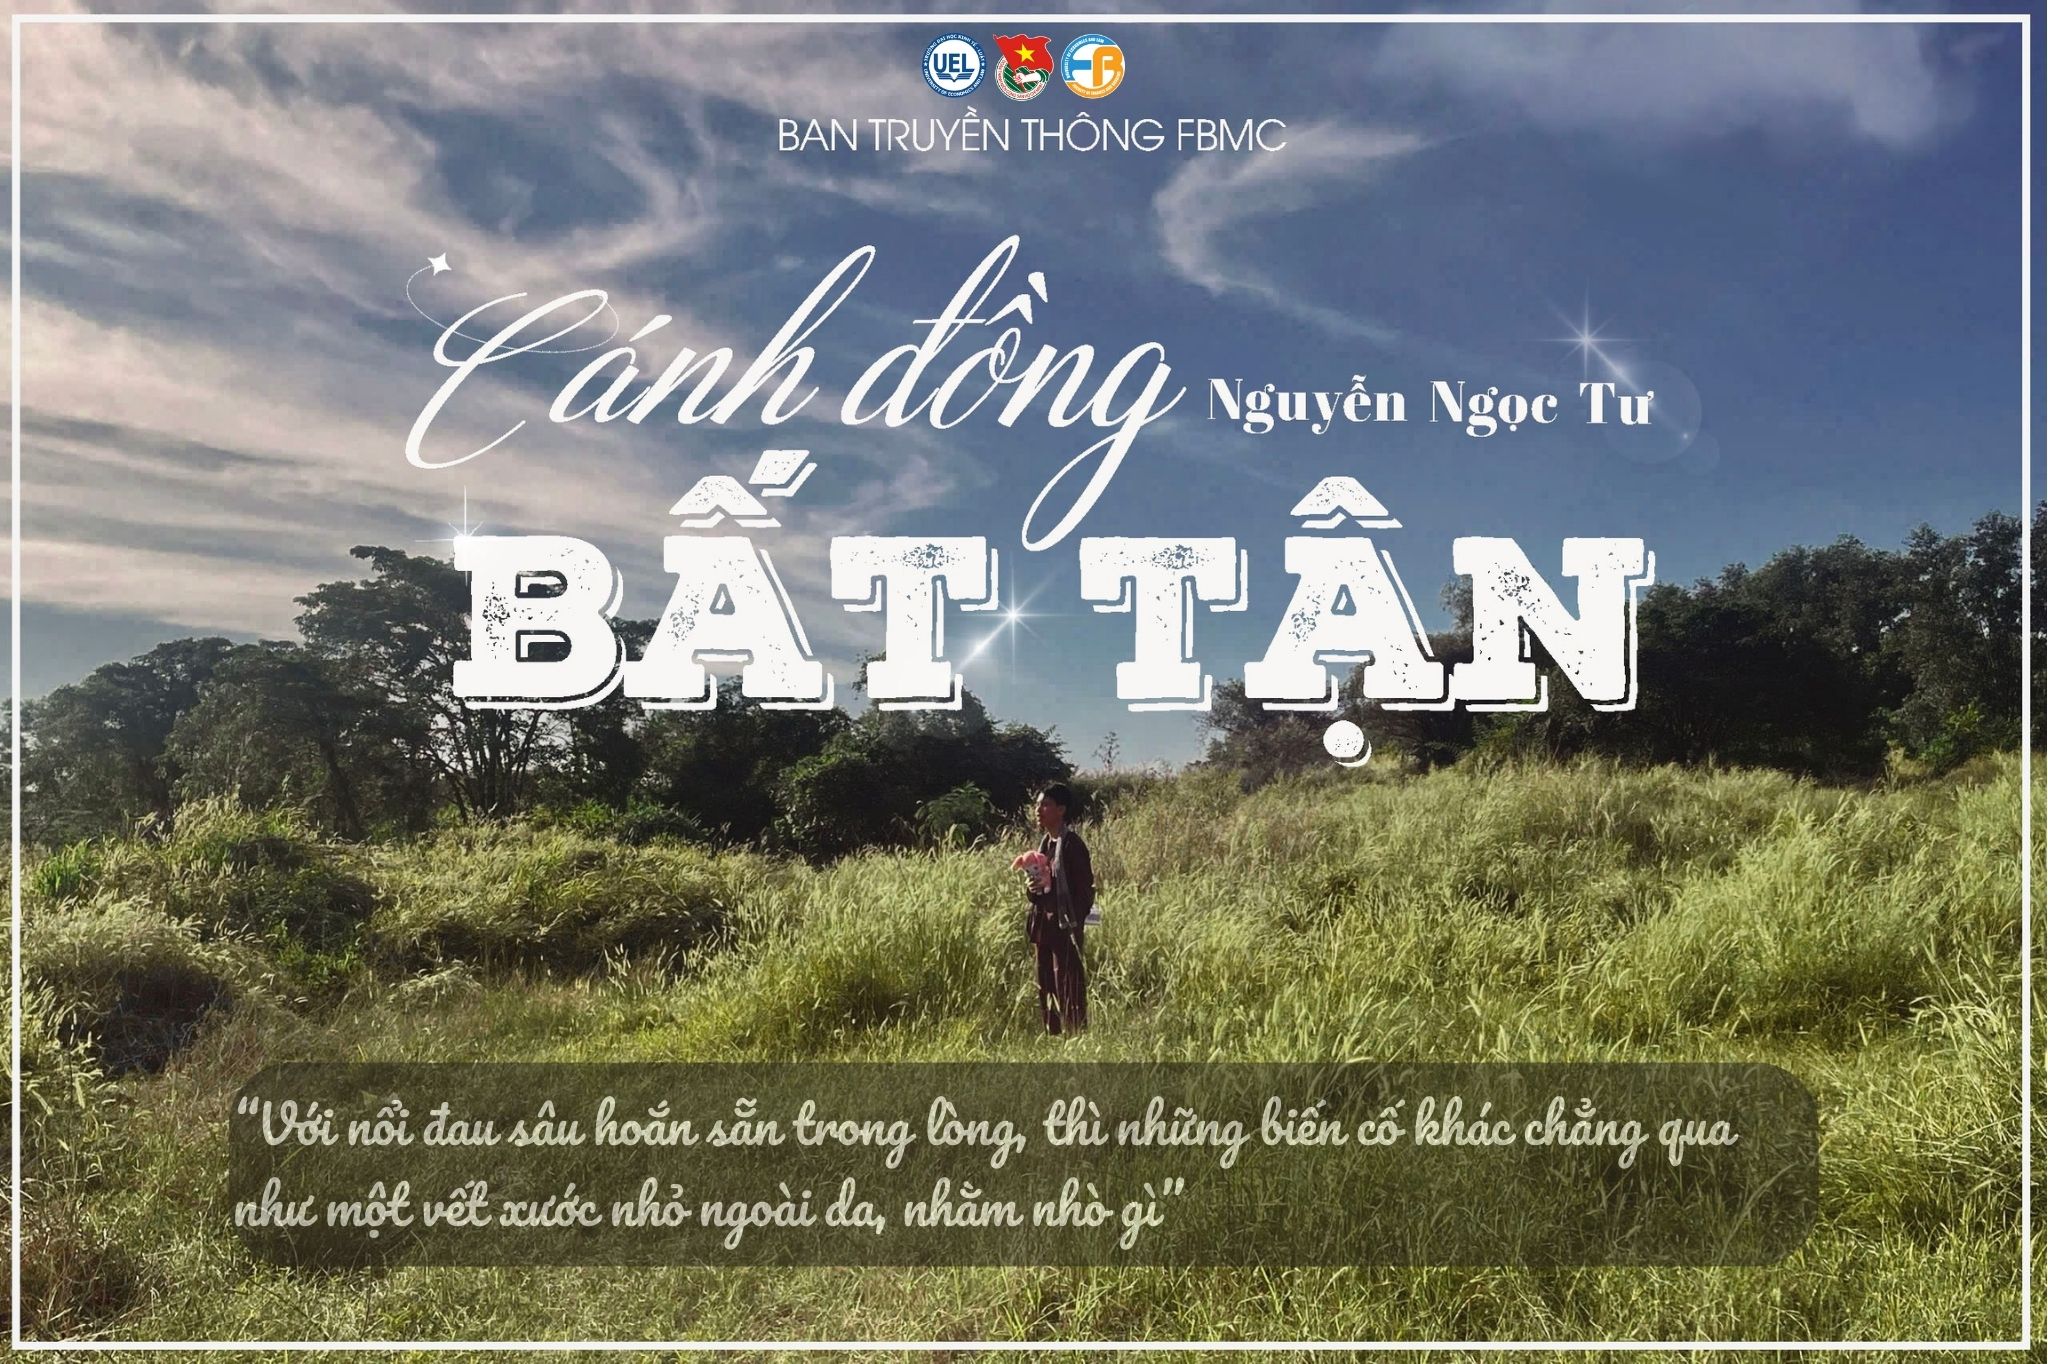 UEL
BAN TRUYỀN THÔNG FBMC
Cánh đồng
Nguyễn Ngọc Tư
BẤT TẬN
“Với nổi đau sâu hoắn sẵn trong lòng, thì những biến cố khác chẳng qua
như một vết xước nhỏ ngoài da, nhằm nhò gì”